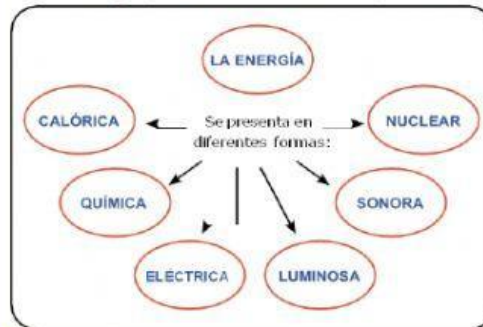 LA ENERGÍA
CALÓRICA
Se presenta en
diferentes formas:
NUCLEAR
QUÍMICA
SONORA
ELÉCTRICA
LUMINOSA